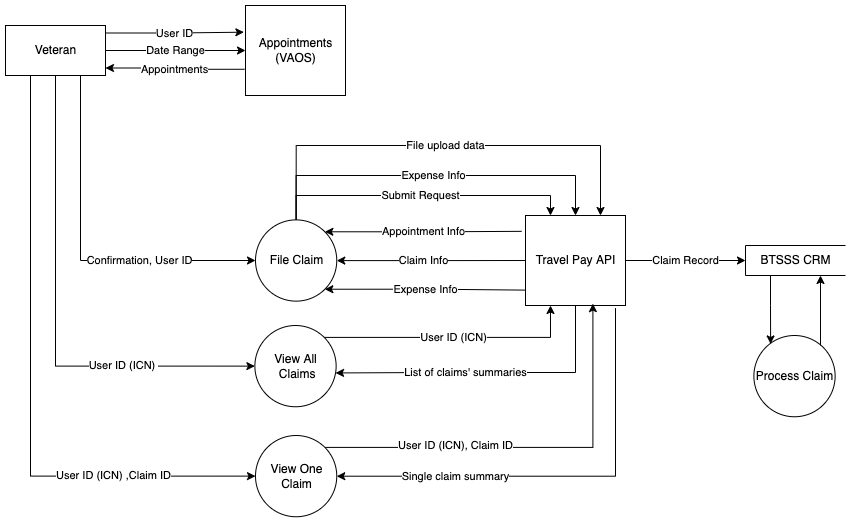 User ID
Veteran
Date Range
Appointments
Appointments
(VAOS)
File upload data
Expense Info
Submit Request
Appointment Info
Confirmation, User ID
File Claim
Claim Info
Travel Pay API
Claim Record
BTSSS CRM
Expense Info
User ID (ICN)
User ID (ICN)
View All
Claims
List of claims' summaries
Process Claim
User ID (ICN), Claim ID
User ID (ICN) ,Claim ID
View One
Claim
Single claim summary